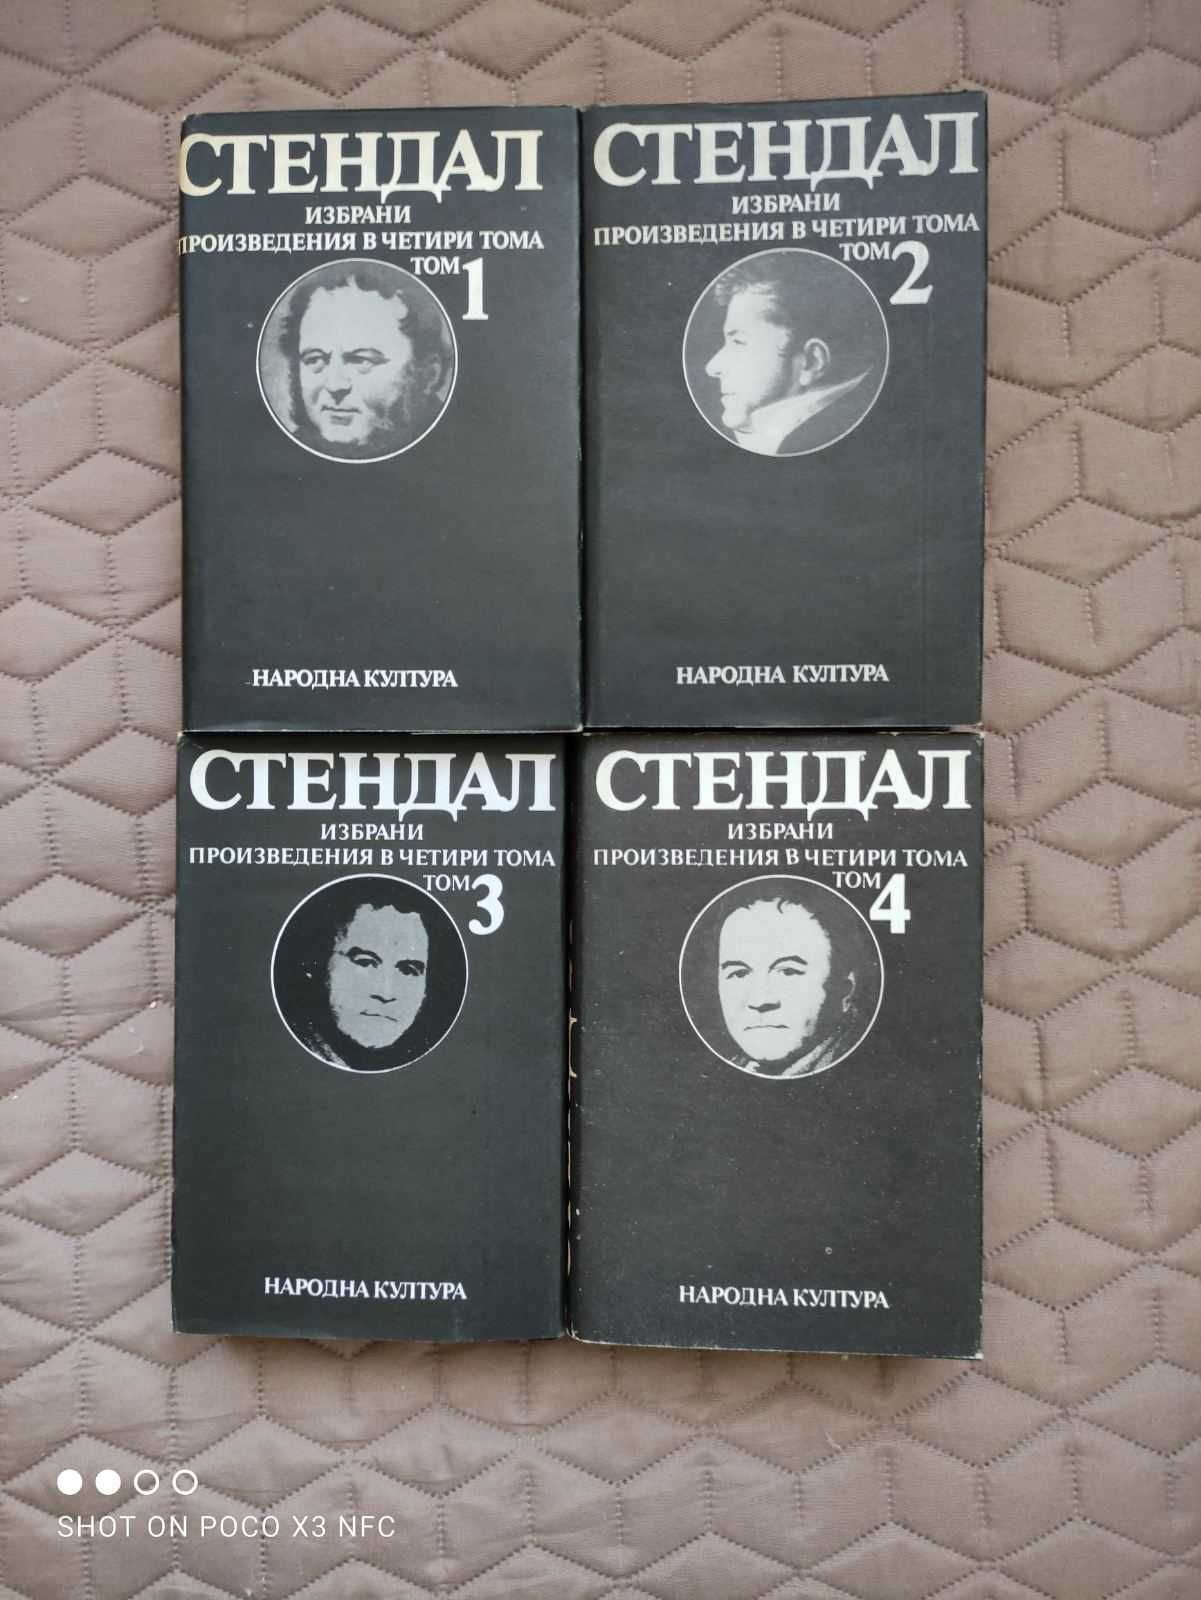 СТЕНДАЛ
ИЗБРАНИ
ПРОИЗВЕДЕНИЯ В ЧЕТИРИ ТОМА
ТОМ 1
НАРОДНА КУЛТУРА
СТЕНДАЛ
ИЗБРАНИ
ПРОИЗВЕДЕНИЯ В ЧЕТИРИ ТОМА
ТОМ 2
НАРОДНА КУЛТУРА
СТЕНДАЛ
ИЗБРАНИ
ПРОИЗВЕДЕНИЯ В ЧЕТИРИ ТОМА
ТОМ 3
НАРОДНА КУЛТУРА
СТЕНДАЛ
ИЗБРАНИ
ПРОИЗВЕДЕНИЯ В ЧЕТИРИ ТОМА
ТОМ 4
НАРОДНА КУЛТУРА
SHOT ON POCO X3 NFC